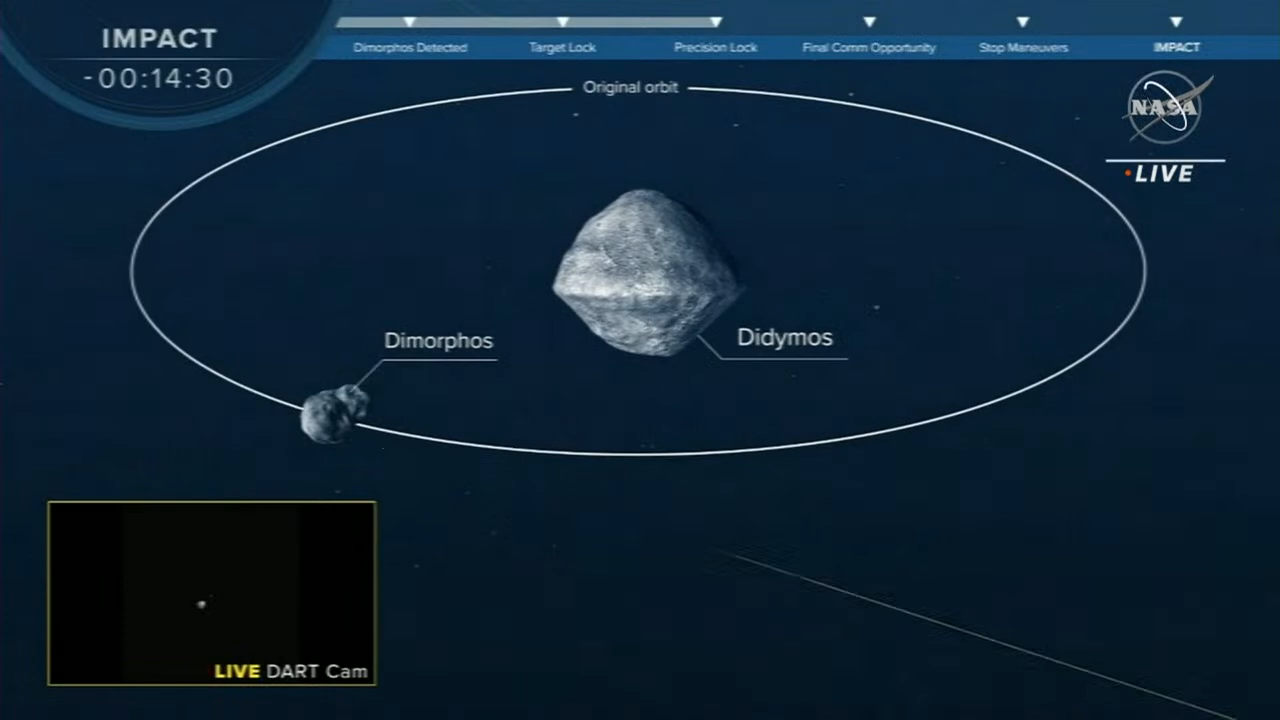 IMPACT
-00:14:30
Dimorphos Detected
Target Lock
Precision Lock
Final Comm Opportunity
Stop Maneuvers
IMPACT
Original orbit
NASA
LIVE
Dimorphos
Didymos
LIVE DART Cam